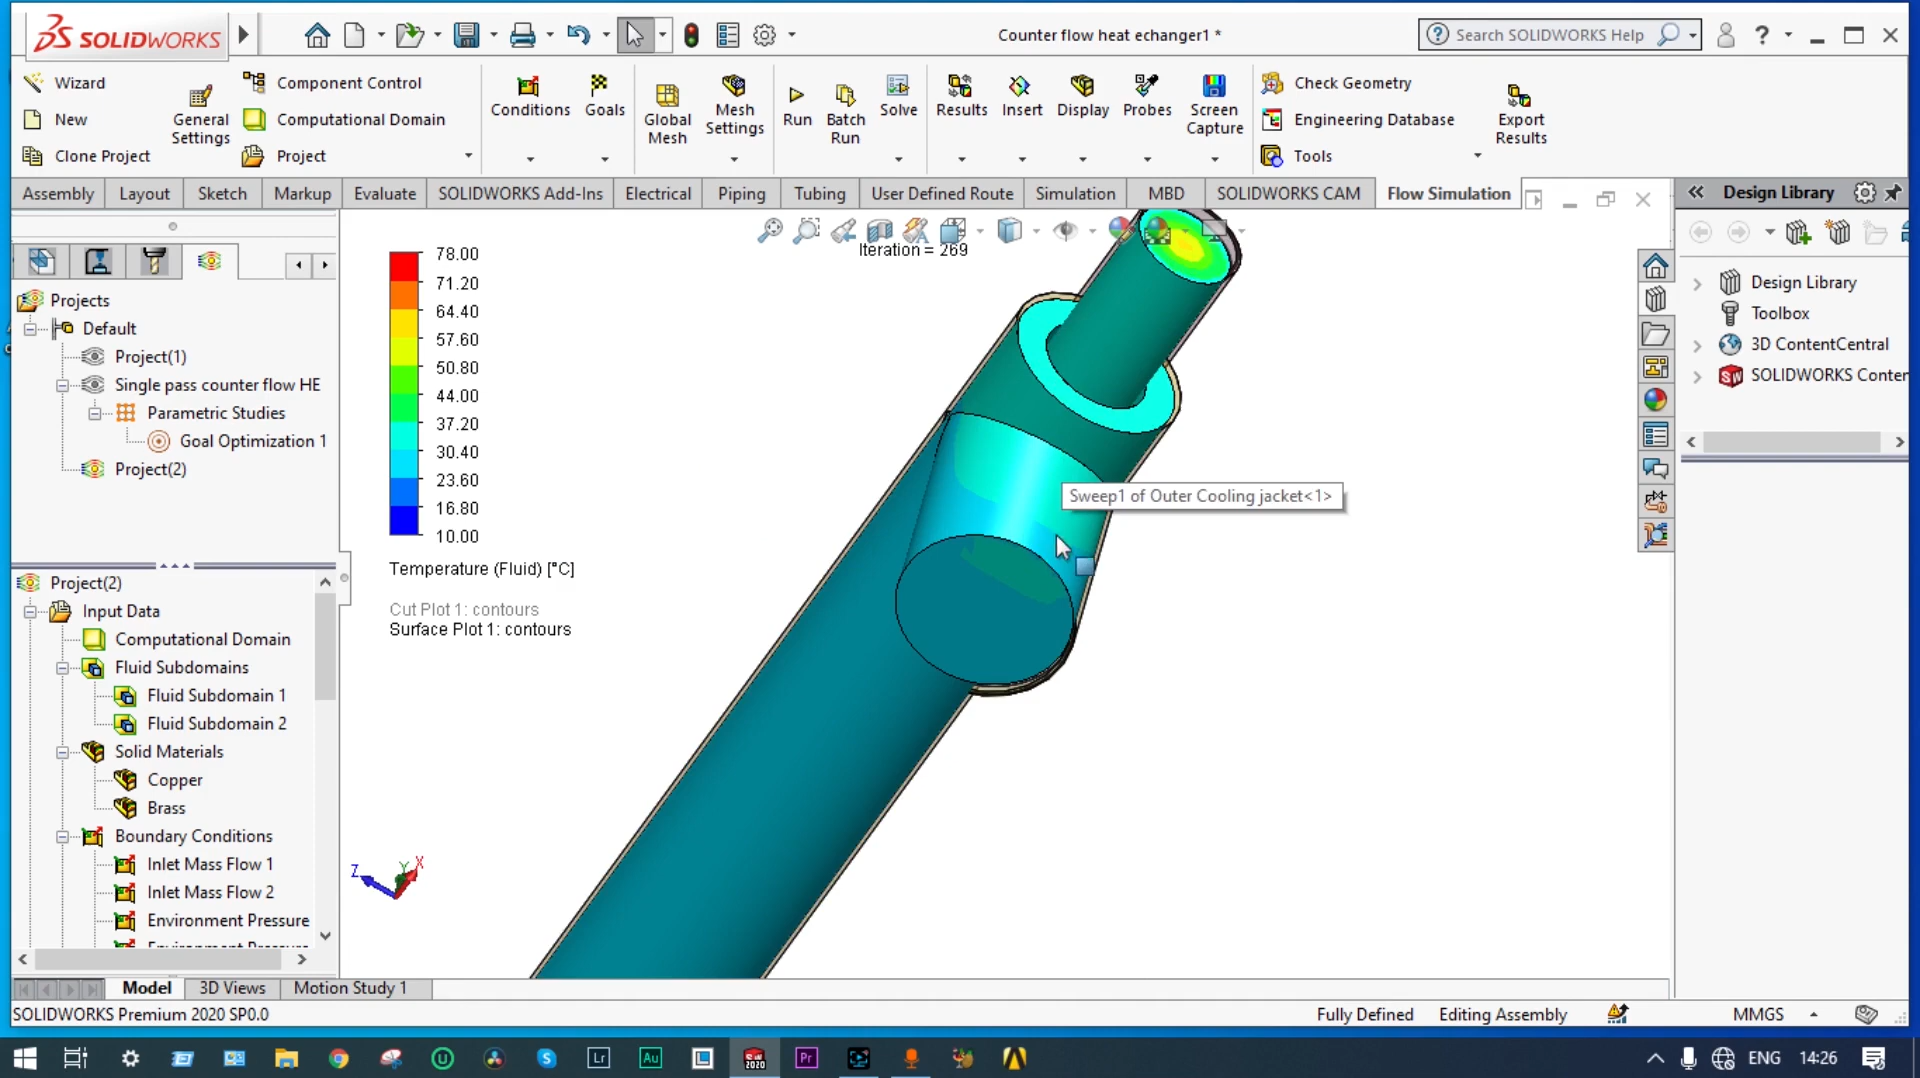 SOLIDWORKS
Counter flow heat echanger1 *
Search SOLIDWORKS Help
?
Wizard
New
Clone Project
General Settings
Component Control
Computational Domain
Project
Conditions
Goals
Global Mesh
Mesh Settings
Run
Batch Run
Solve
Results
Insert
Display
Probes
Screen Capture
Check Geometry
Engineering Database
Tools
Export Results
Assembly
Layout
Sketch
Markup
Evaluate
SOLIDWORKS Add-Ins
Electrical
Piping
Tubing
User Defined Route
Simulation
MBD
SOLIDWORKS CAM
Flow Simulation
Design Library
Projects
Default
Project(1)
Single pass counter flow HE
Parametric Studies
Goal Optimization 1
Project(2)
Project(2)
Input Data
Computational Domain
Fluid Subdomains
Fluid Subdomain 1
Fluid Subdomain 2
Solid Materials
Copper
Brass
Boundary Conditions
Inlet Mass Flow 1
Inlet Mass Flow 2
Environment Pressure
Iteration = 269
78.00
71.20
64.40
57.60
50.80
44.00
37.20
30.40
23.60
16.80
10.00
Temperature (Fluid) [°C]
Cut Plot 1: contours
Surface Plot 1: contours
Sweep1 of Outer Cooling jacket<1>
Z
Y
X
Design Library
Toolbox
3D ContentCentral
SOLIDWORKS Conten
Model
3D Views
Motion Study 1
SOLIDWORKS Premium 2020 SP0.0
Fully Defined
Editing Assembly
MMGS
Lr
Au
SW 2020
Pr
ENG
14:26